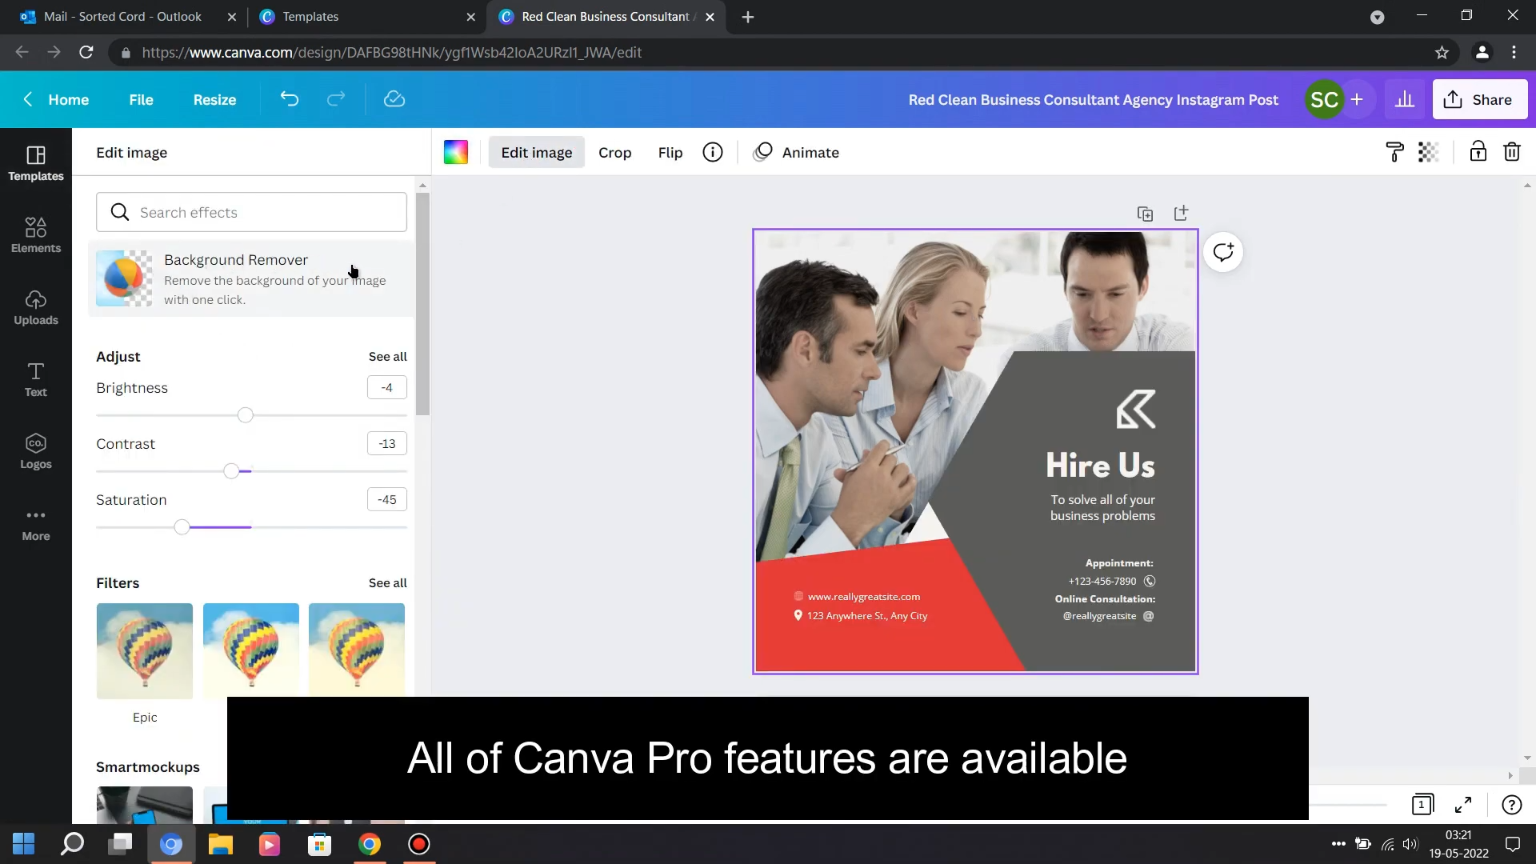 Mail - Sorted Cord - Outlook
Templates
Red Clean Business Consultant
https://www.canva.com/design/DAFBG98tHNk/ygf1Wsb42IoA2URzl1_JWA/edit
Home
File
Resize
Red Clean Business Consultant Agency Instagram Post
SC
Share
Templates
Elements
Uploads
Text
CO.
Logos
More
Edit image
Edit image
Crop
Flip
Animate
Search effects
Background Remover
Remove the background of your image
with one click.
Adjust
See all
Brightness
-4
Contrast
-13
Saturation
-45
Filters
See all
Epic
Smartmockups
Hire Us
To solve all of your
business problems
Appointment:
+123-456-7890
Online Consultation:
@reallygreatsite @
www.reallygreatsite.com
123 Anywhere St., Any City
All of Canva Pro features are available
1
03:21
19-05-2022